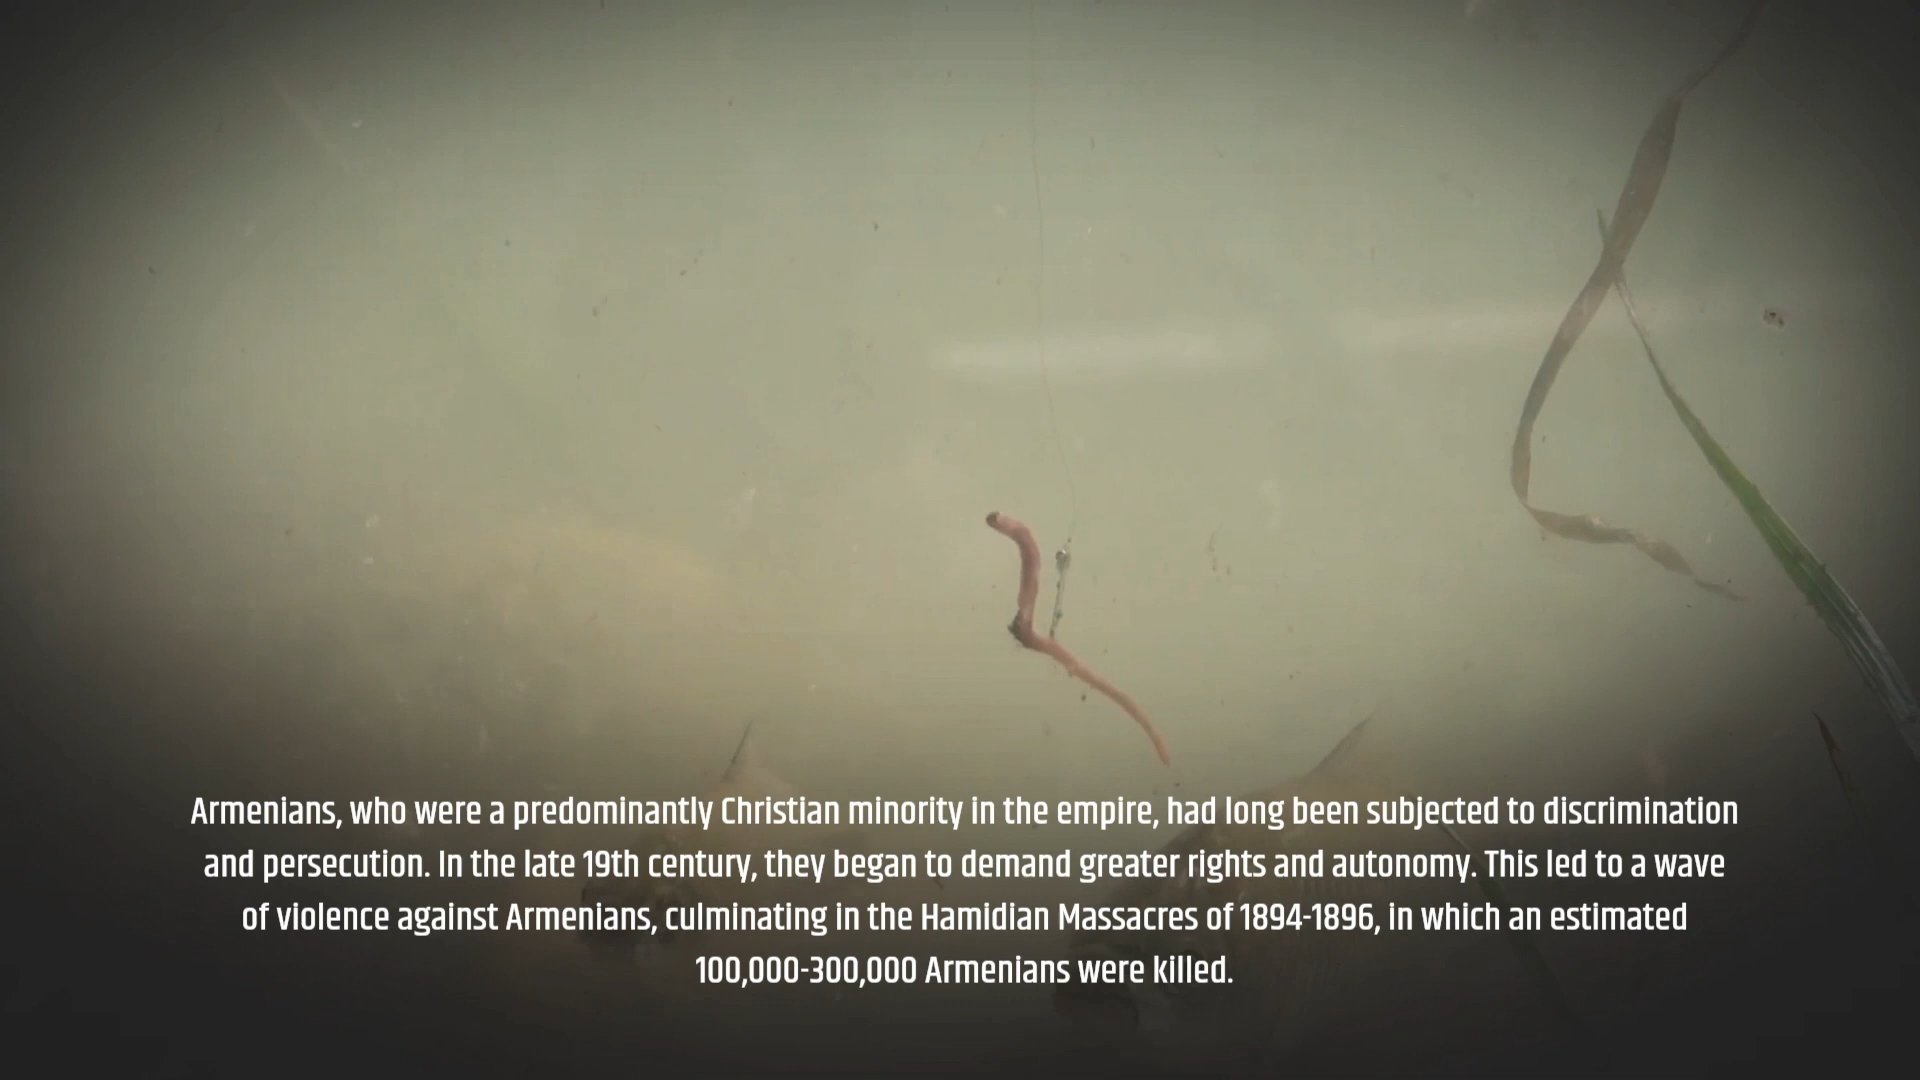 Armenians, who were a predominantly Christian minority in the empire, had long been subjected to discrimination
and persecution. In the late 19th century, they began to demand greater rights and autonomy. This led to a wave
of violence against Armenians, culminating in the Hamidian Massacres of 1894-1896, in which an estimated
100,000-300,000 Armenians were killed.